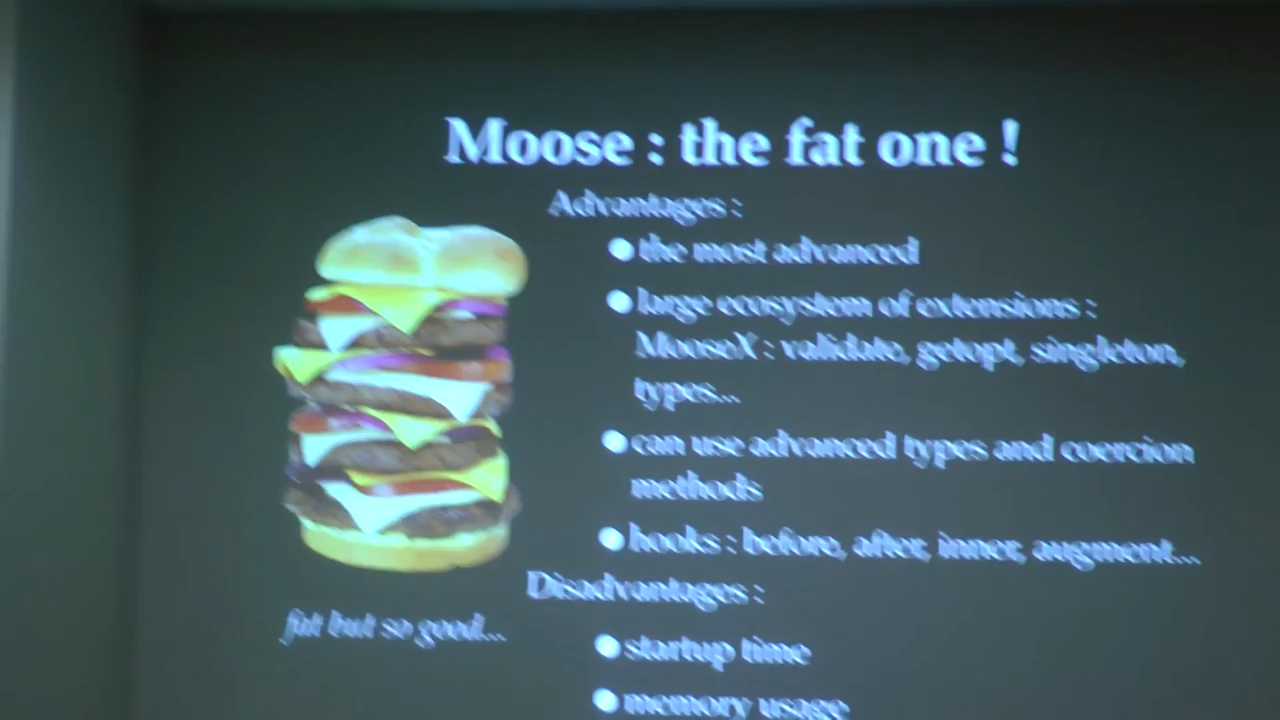 Moose : the fat one !
Advantages :
the most advanced
large ecosystem of extensions :
MooseX : validate, getopt, singleton,
types...
can use advanced types and coercion
methods
hooks : before, after, inner, augment...
Disadvantages :
startup time
memory usage
fat but so good...